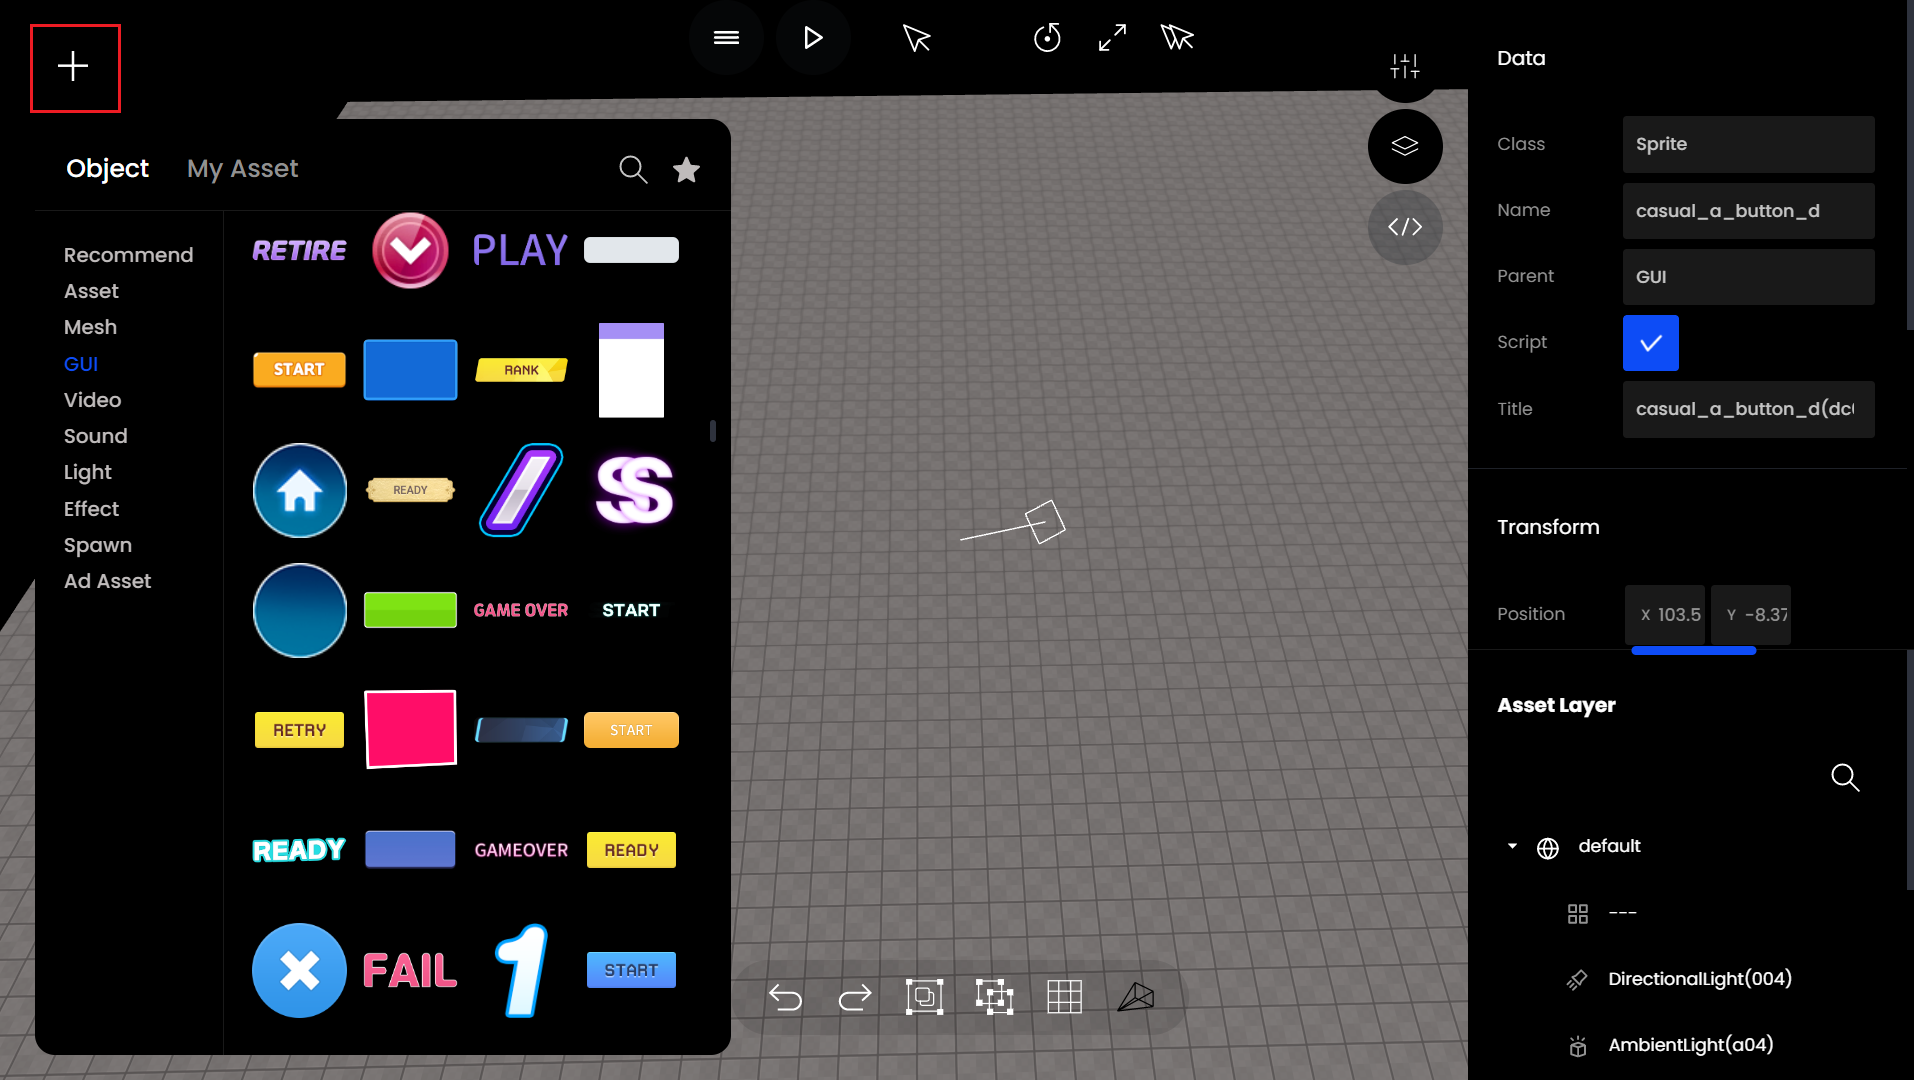 Data
Object
My Asset
Class
Sprite
Name
casual_a_button_d
Parent
GUI
Script
Title
casual_a_button_d(dc
Recommend
Asset
Mesh
GUI
Video
Sound
Light
Effect
Spawn
Ad Asset
RETIRE
PLAY
START
RANK
READY
S
S
GAME OVER
START
RETRY
START
READY
GAMEOVER
READY
FAIL
1
START
Transform
Position
X 103.5
Y -8.37
Asset Layer
default
---
DirectionalLight(004)
AmbientLight(a04)